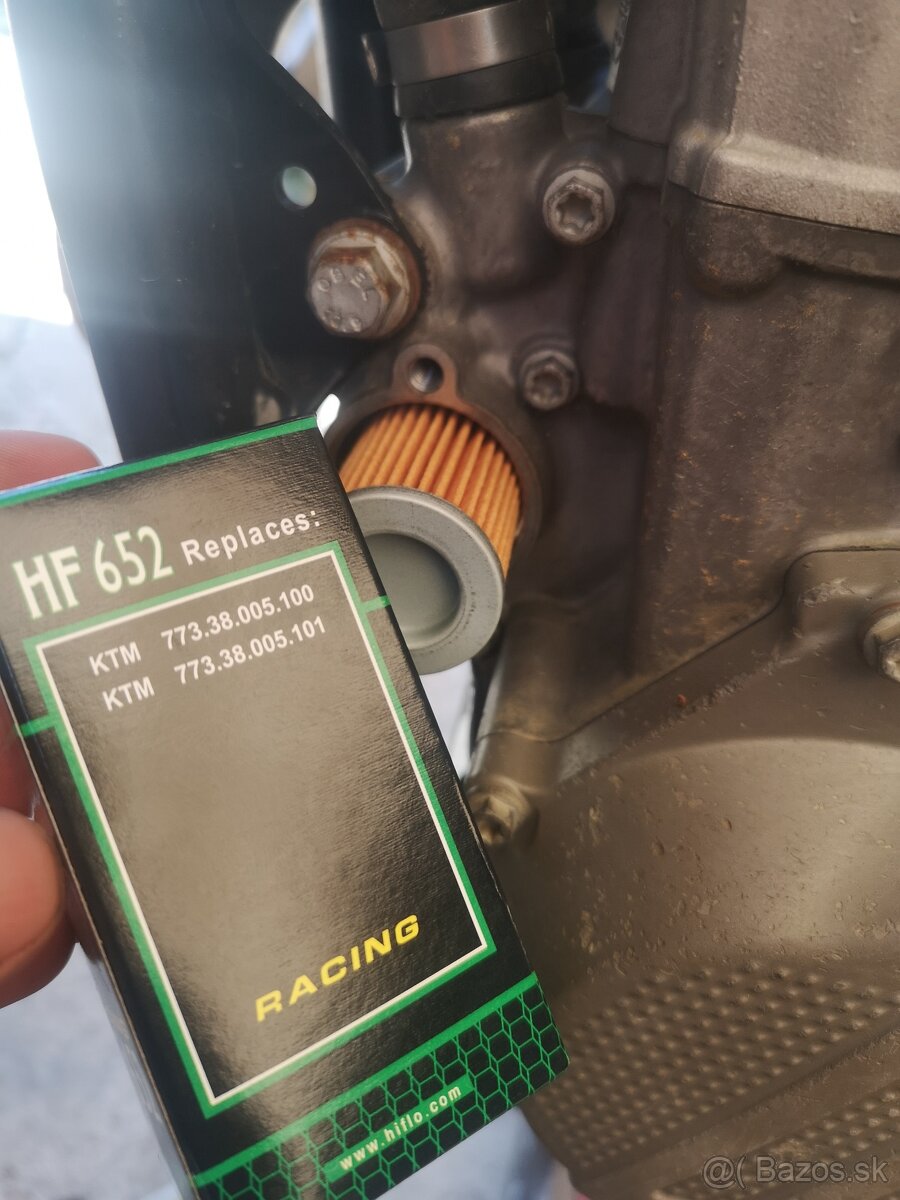 HF 652 Replaces:
KTM 773.38.005.100
KTM 773.38.005.101
RACING
www.hiflo.com
@( Bazos.sk